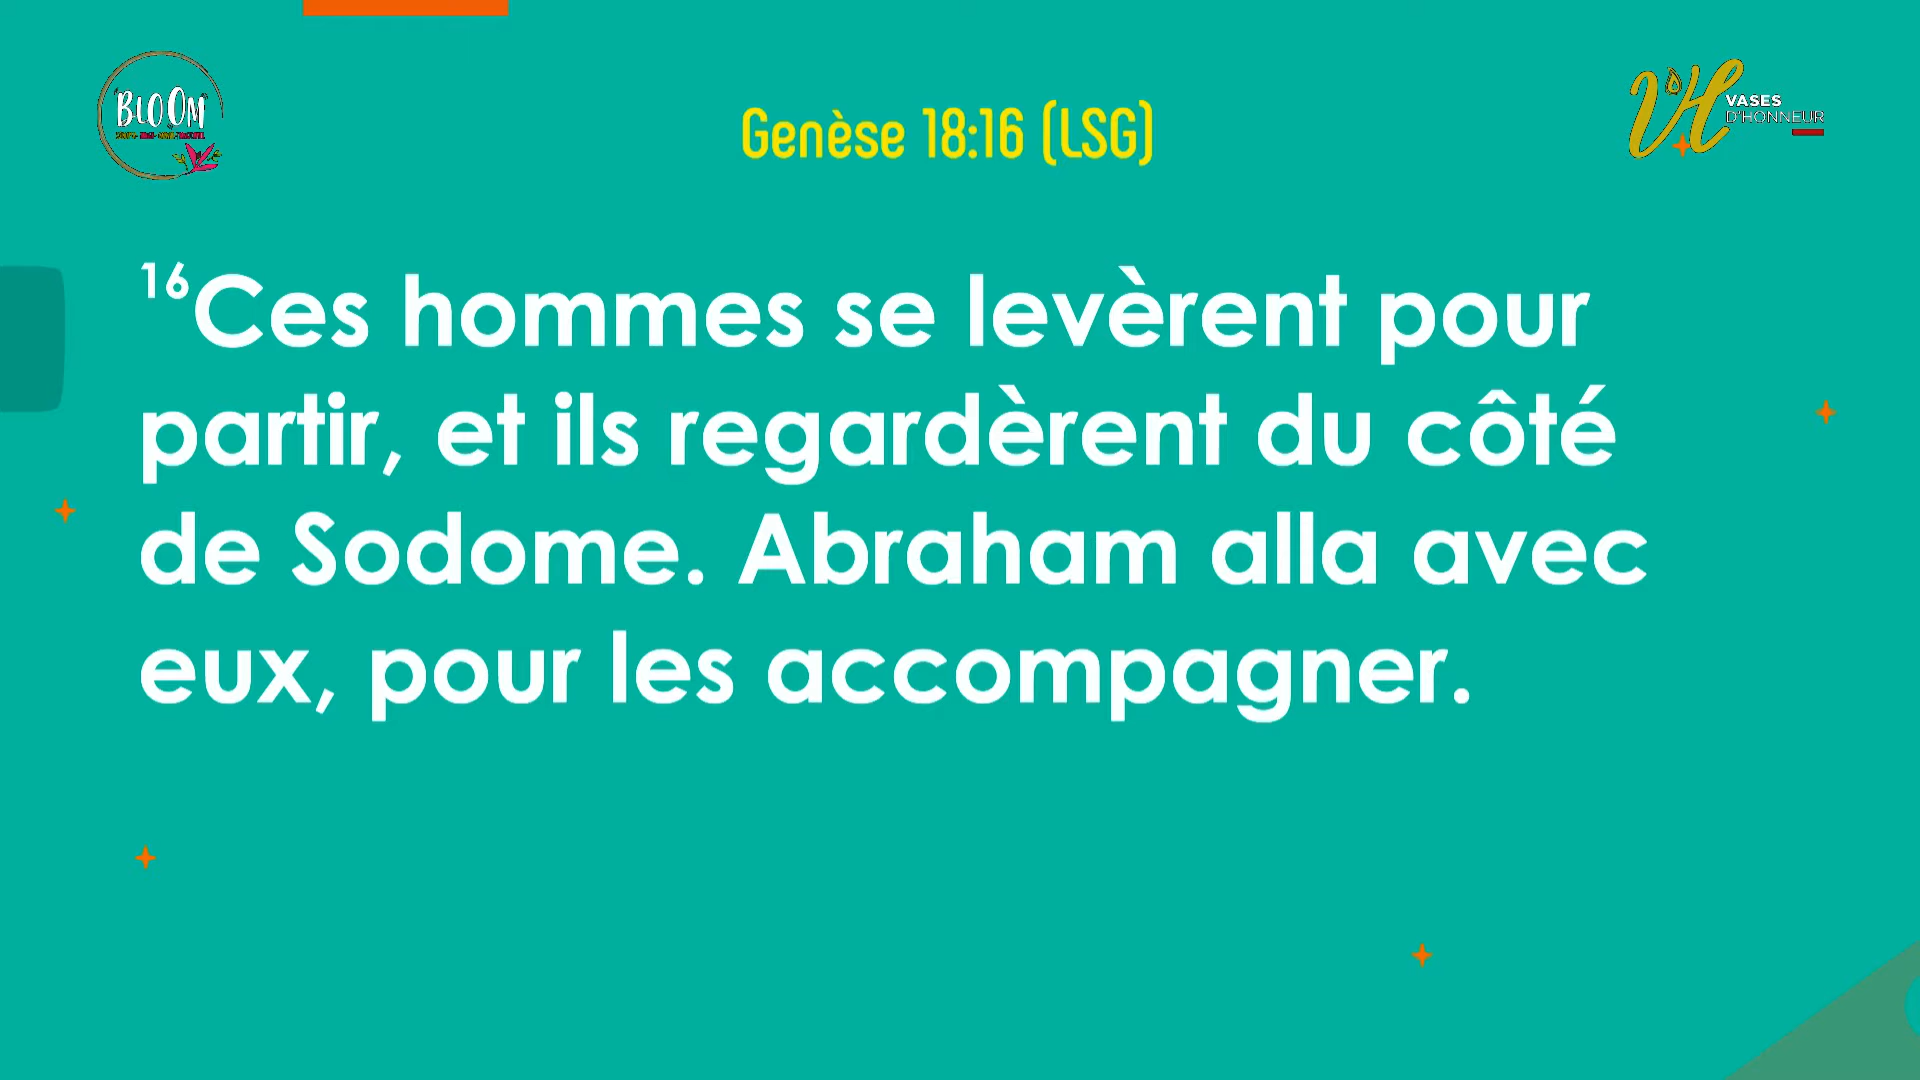 BLOOM
Genèse 18:16 (LSG)
VH VASES
D'HONNEUR
16Ces hommes se levèrent pour
partir, et ils regardèrent du côté
de Sodome. Abraham alla avec
eux, pour les accompagner.